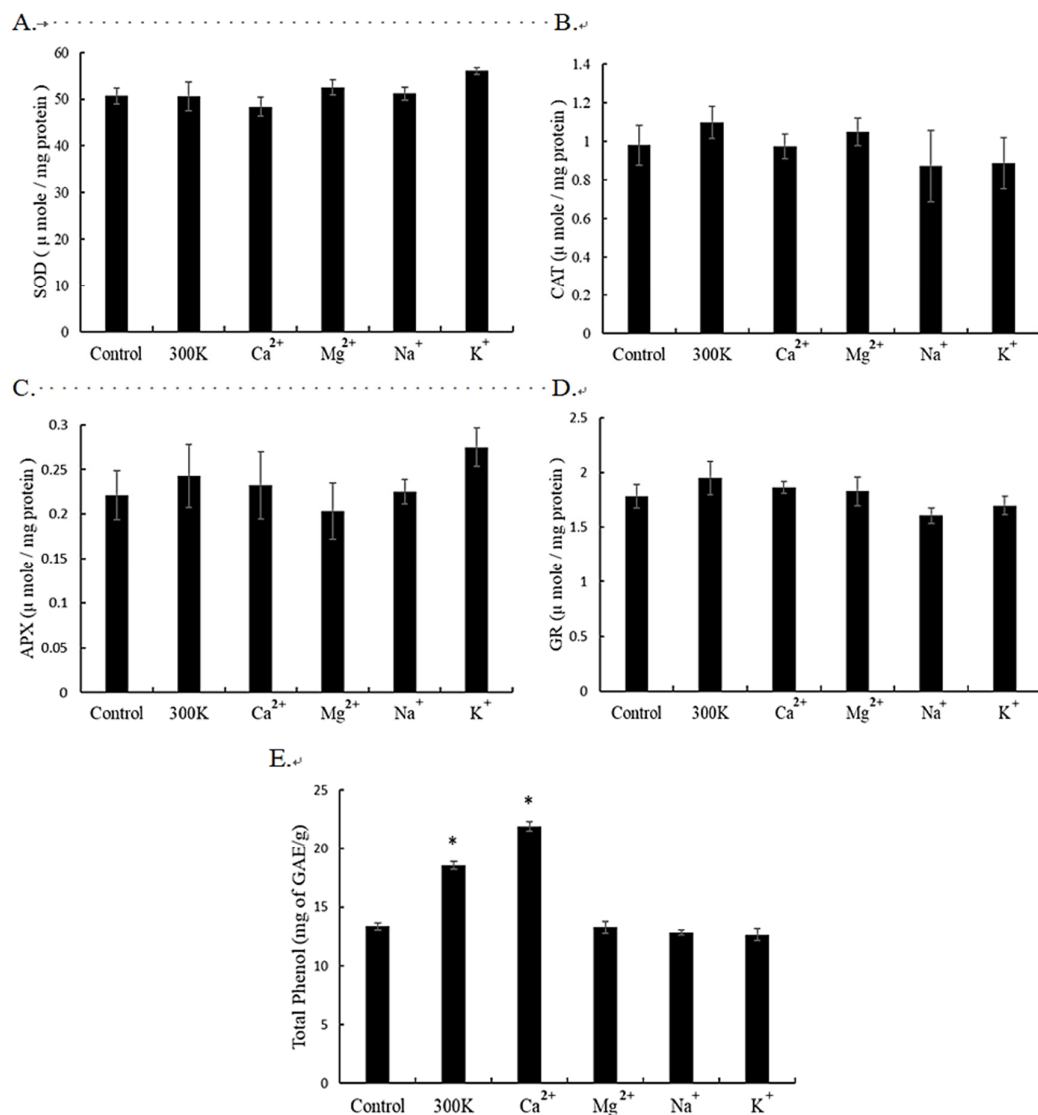 A.→ B.↵
SOD ( μ mole / mg protein )
60
50
40
30
20
10
0
Control 300K Ca²⁺ Mg²⁺ Na⁺ K⁺
CAT (μ mole / mg protein )
1.4
1.2
1
0.8
0.6
0.4
0.2
0
Control 300K Ca²⁺ Mg²⁺ Na⁺ K⁺
C. D.↵
APX (μ mole / mg protein )
0.3
0.25
0.2
0.15
0.1
0.05
0
Control 300K Ca²⁺ Mg²⁺ Na⁺ K⁺
GR (μ mole / mg protein )
2.5
2
1.5
1
0.5
0
Control 300K Ca²⁺ Mg²⁺ Na⁺ K⁺
E.↵
Total Phenol (mg of GAE/g)
25
20
15
10
5
0
*
*
Control 300K Ca²⁺ Mg²⁺ Na⁺ K⁺